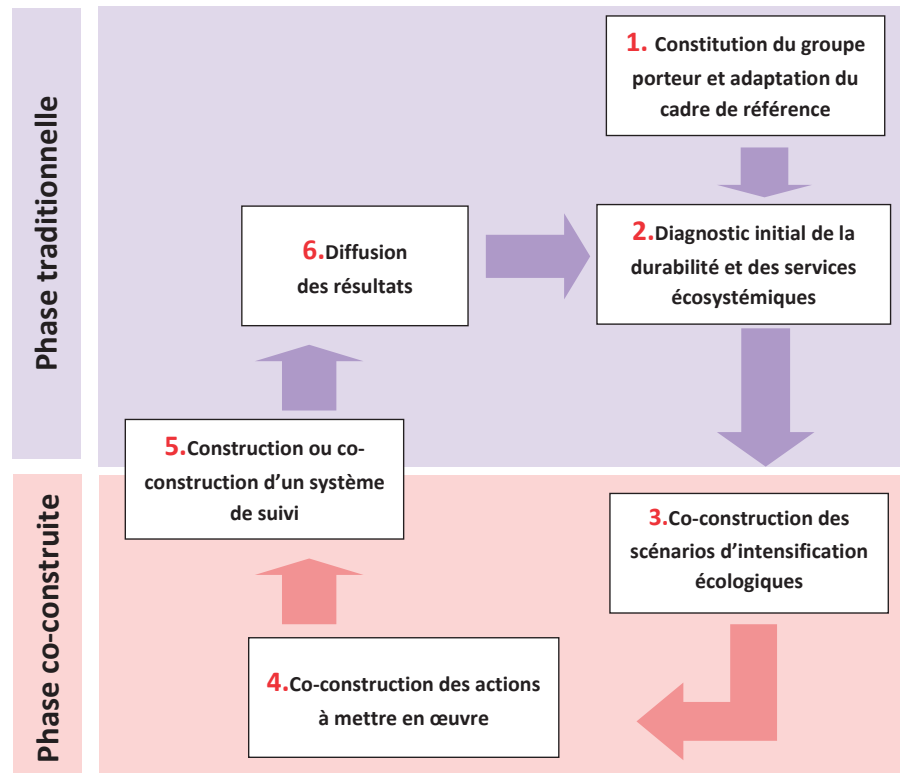 Phase traditionnelle
1. Constitution du groupe
porteur et adaptation du
cadre de référence
2.Diagnostic initial de la
durabilité et des services
écosystémiques
6.Diffusion
des résultats
5.Construction ou co-
construction d'un système
de suivi
Phase co-construite
3.Co-construction des
scénarios d'intensification
écologiques
4.Co-construction des actions
à mettre en œuvre